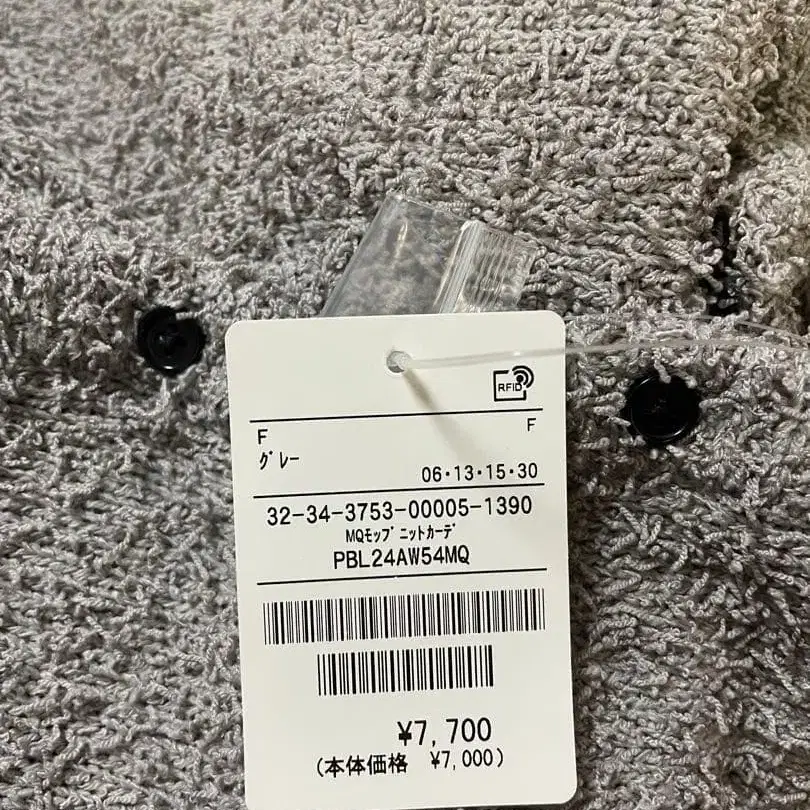 RFID
F F
ｸﾞﾚｰ
06･13･15･30
32-34-3753-00005-1390
MQﾓｯﾌﾟﾆｯﾄｶｰﾃﾞ
PBL24AW54MQ
¥7,700
(本体価格 ¥7,000)